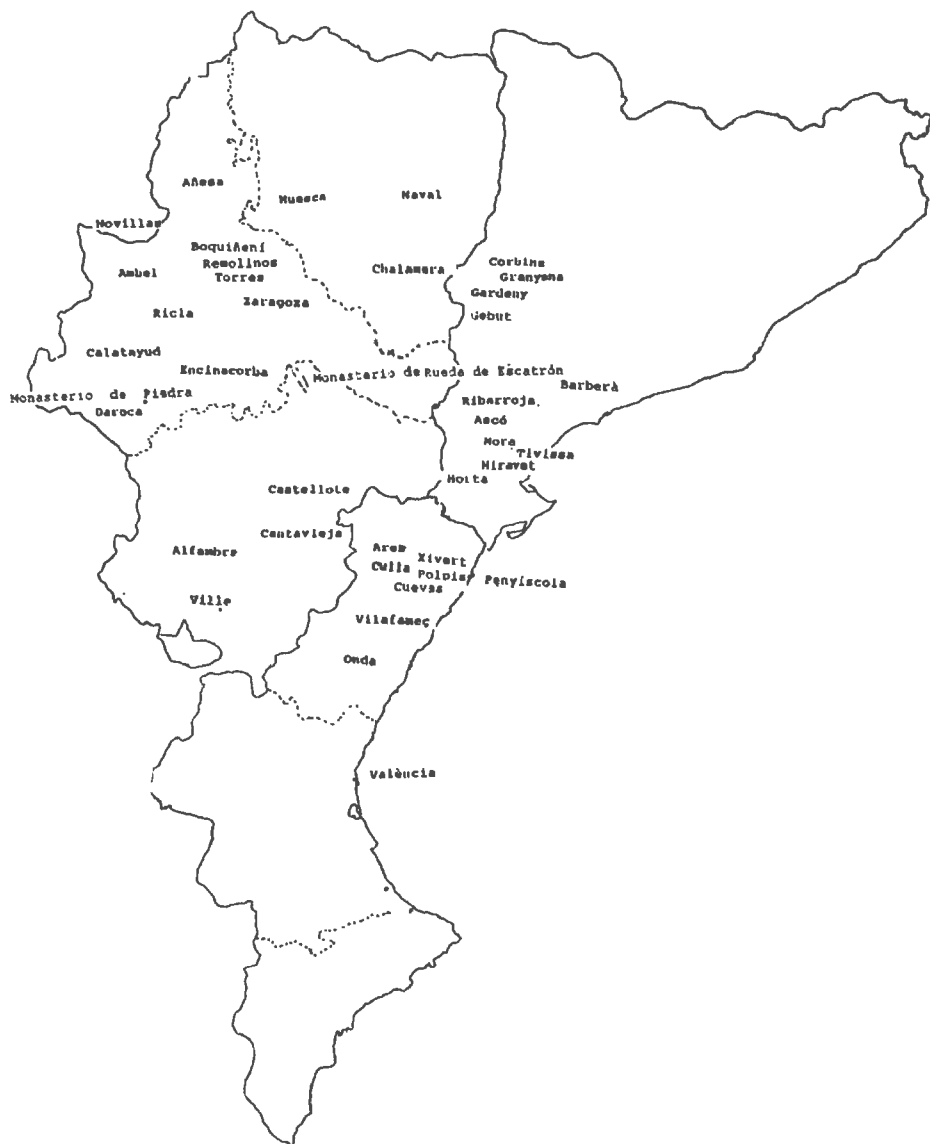 Añesa
Huesca
Naval
Novillas
Boquiñeni
Remolinos
Torres
Ambel
Chalamera
Corbins
Granyena
Gardeny
Gebut
Zaragoza
Ricla
Calatayud
Encinacorba
Monasterio de Rueda de Escatrón
Barberà
Monasterio de Piedra
Daroca
Ribarroja
Ascó
Mora
Tivissa
Miravet
Horta
Castellote
Cantavieja
Alfambra
Ares
Xivert
Culla
Polpis
Penyíscola
Cuevas
Ville
Vilafameç
Onda
València